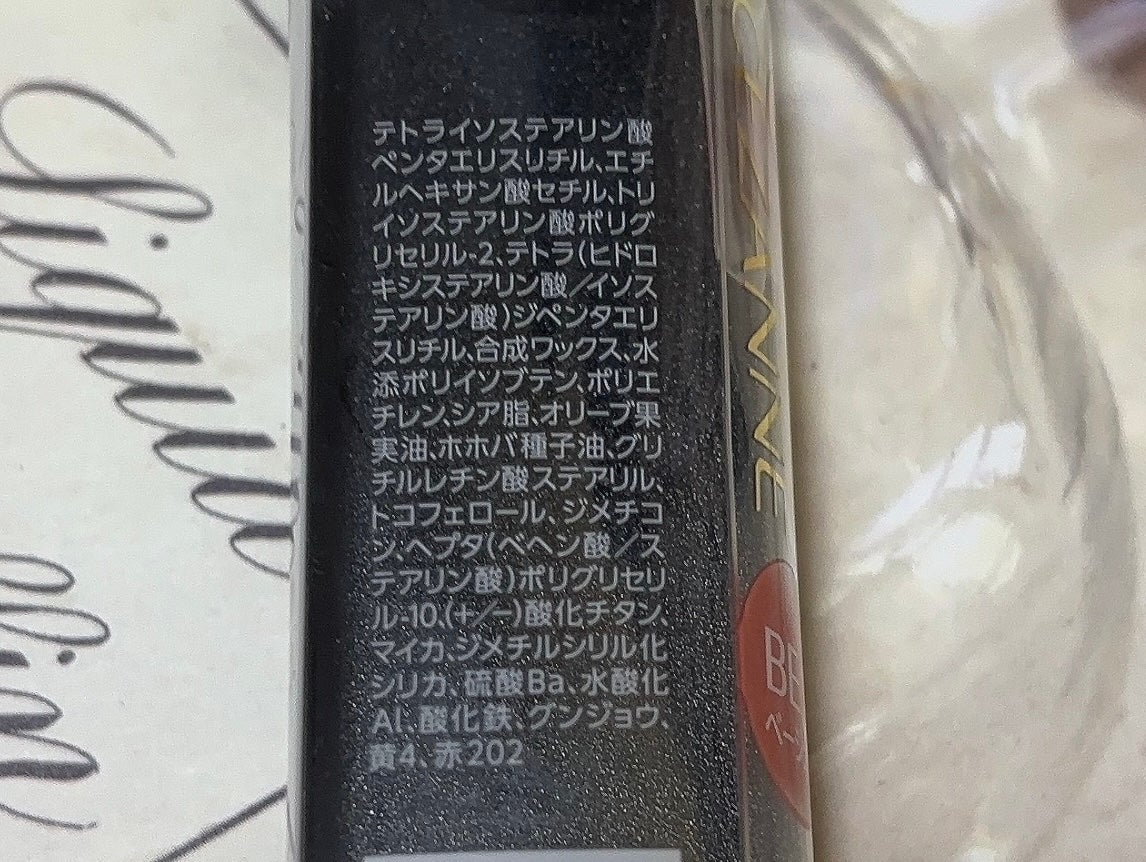 テトライソステアリン酸
ペンタエリスリチル、エチ
ルヘキサン酸セチル、トリ
イソステアリン酸ポリグ
リセリル-2、テトラ(ヒドロ
キシステアリン酸/イソス
テアリン酸)ジペンタエリ
スリチル、合成ワックス、水
添ポリイソブテン、ポリエ
チレン、シア脂、オリーブ果
実油、ホホバ種子油、グリ
チルレチン酸ステアリル、
トコフェロール、ジメチコ
ン、ヘプタ(ベヘン酸/ス
テアリン酸)ポリグリセリ
ル-10、(+/-)酸化チタン、
マイカ、ジメチルシリル化
シリカ、硫酸Ba、水酸化
Al、酸化鉄、グンジョウ、
黄4、赤202
CEZANNE
BE
ベー